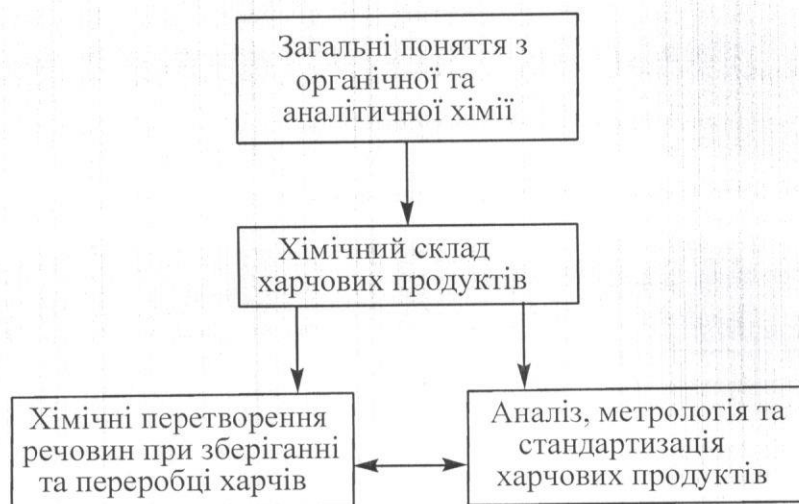 Загальні поняття з
органічної та
аналітичної хімії
Хімічний склад
харчових продуктів
Хімічні перетворення
речовин при зберіганні
та переробці харчів
Аналіз, метрологія та
стандартизація
харчових продуктів